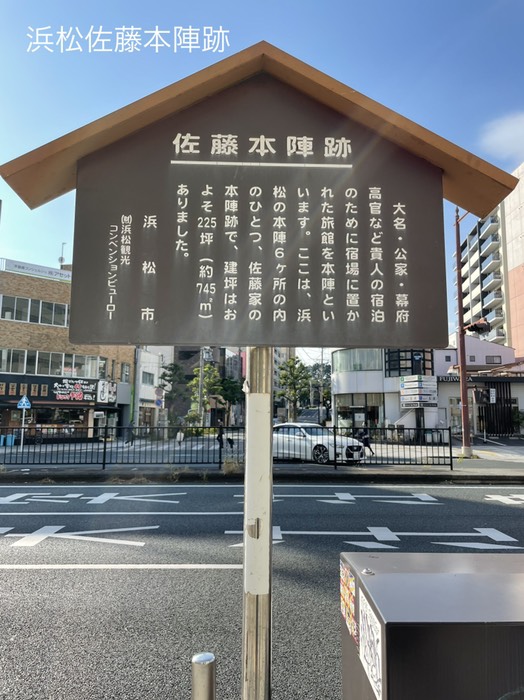 浜松佐藤本陣跡
佐藤本陣跡
大名・公家・幕府
高官など貴人の宿泊
のために宿場に置か
れた旅館を本陣とい
います。ここは、浜
松の本陣6ヶ所の内
のひとつ、佐藤家の
本陣跡で、建坪はお
よそ225坪(約745㎡)
ありました。
浜松市
㈶浜松観光
コンベンションビューロー
FUJIWE